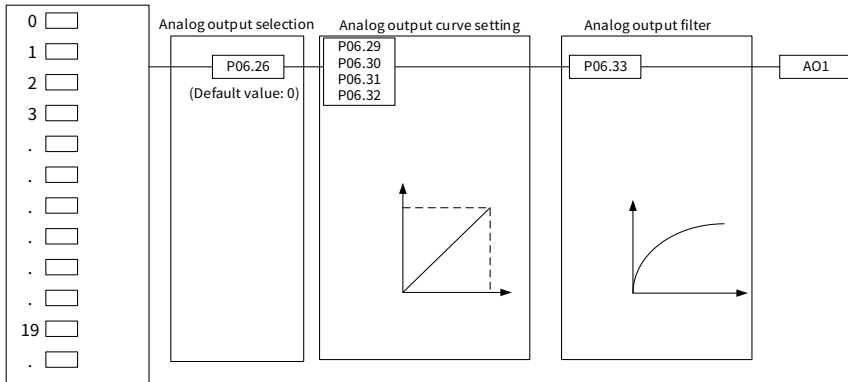 0
1
2
3
.
.
.
.
.
.
19
.
Analog output selection
P06.26
(Default value: 0)
Analog output curve setting
P06.29
P06.30
P06.31
P06.32
Analog output filter
P06.33
AO1